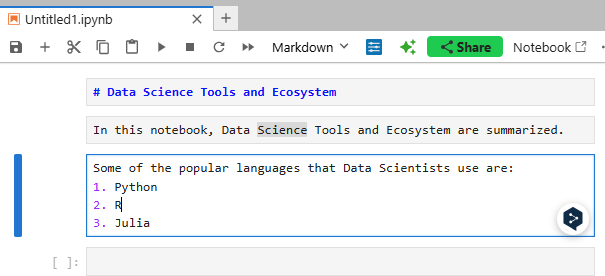 Untitled1.ipynb
Markdown Share Notebook
# Data Science Tools and Ecosystem
In this notebook, Data Science Tools and Ecosystem are summarized.
Some of the popular languages that Data Scientists use are:
1. Python
2. R
3. Julia
[ ]: